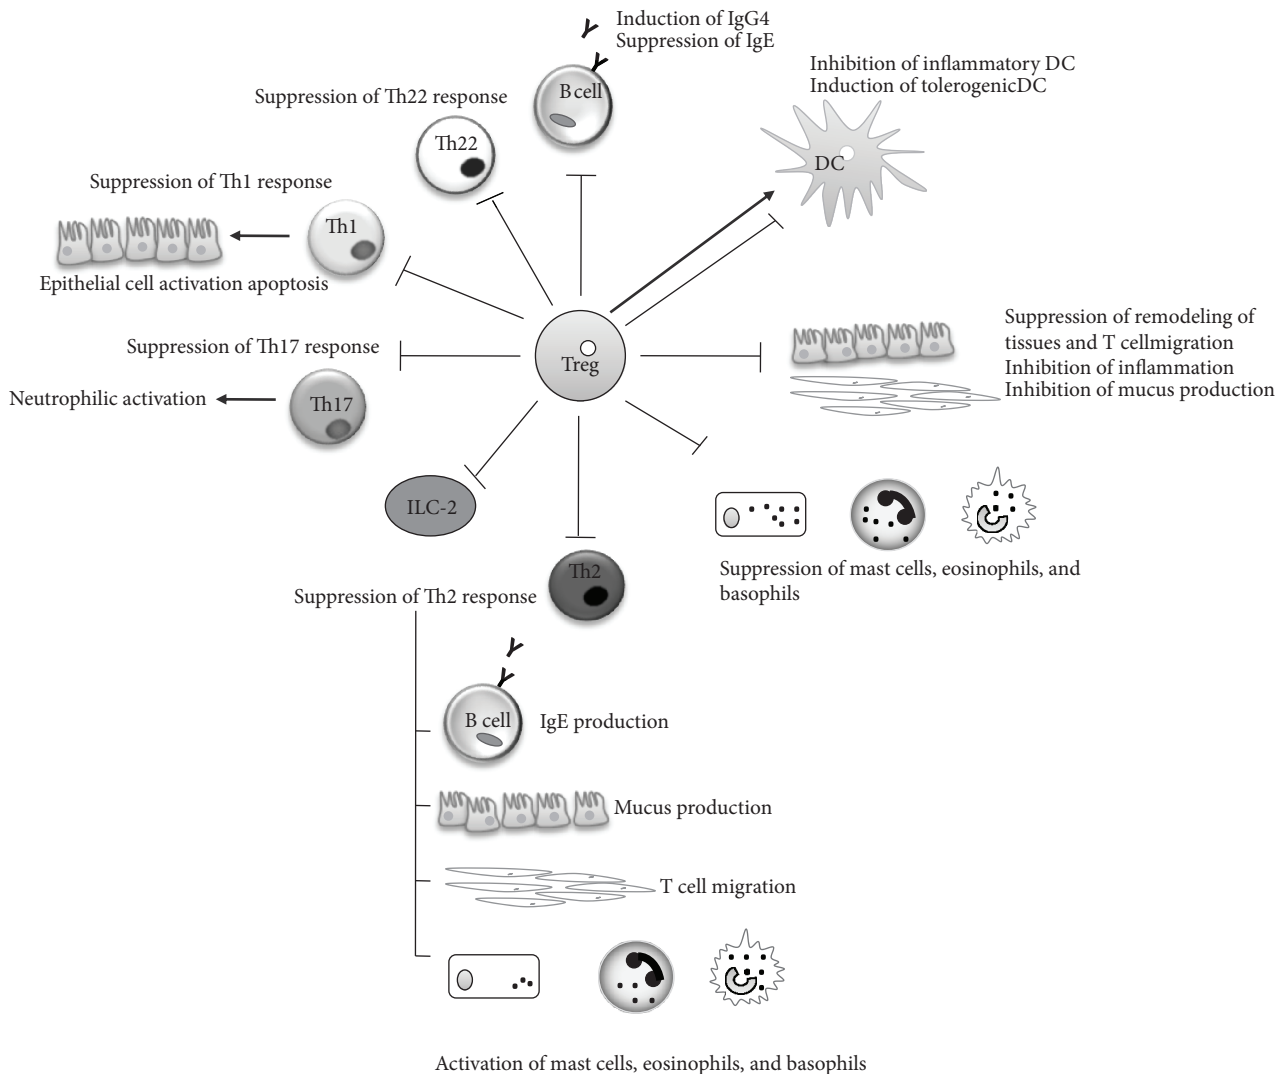 Induction of IgG4
Suppression of IgE
B cell
Inhibition of inflammatory DC
Induction of tolerogenicDC
DC
Suppression of Th22 response
Th22
Suppression of Th1 response
Th1
Epithelial cell activation apoptosis
Suppression of Th17 response
Neutrophilic activation
Th17
Treg
Suppression of remodeling of
tissues and T cellmigration
Inhibition of inflammation
Inhibition of mucus production
ILC-2
Th2
Suppression of mast cells, eosinophils, and
basophils
Suppression of Th2 response
B cell
IgE production
Mucus production
T cell migration
Activation of mast cells, eosinophils, and basophils